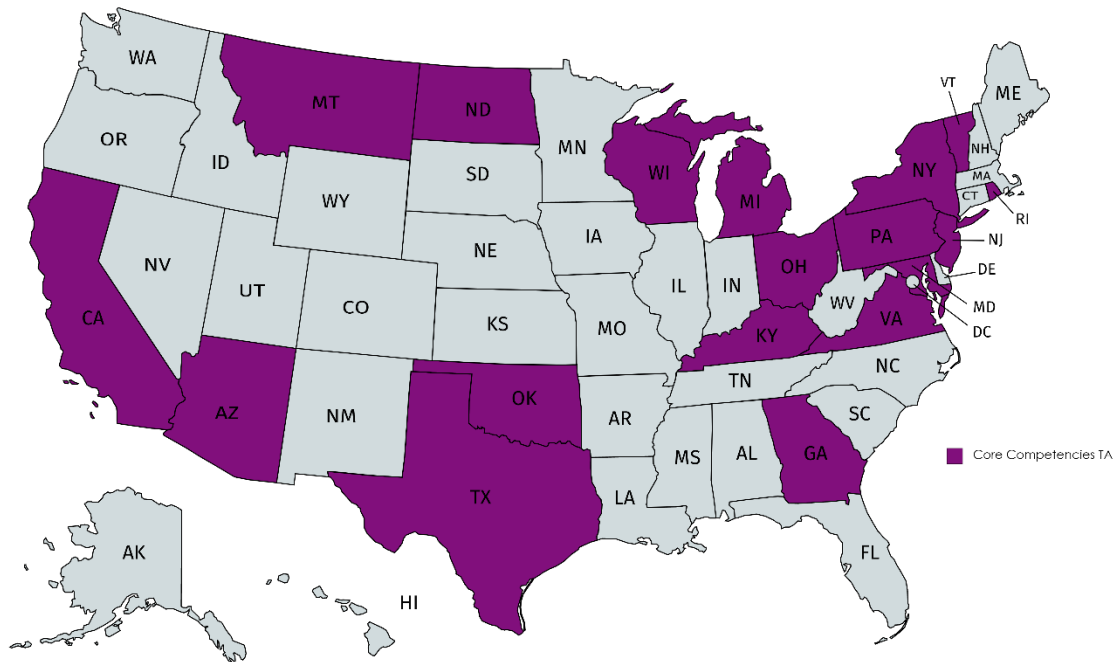 WA
MT
ND
MN
VT
ME
OR
ID
SD
WI
NY
NH
MA
WY
MI
CT
RI
IA
NE
PA
NJ
NV
OH
DE
UT
IL
IN
CO
WV
MD
CA
KS
MO
VA
DC
KY
NC
TN
AZ
OK
NM
AR
SC
MS
AL
GA
Core Competencies TA
TX
LA
AK
FL
HI